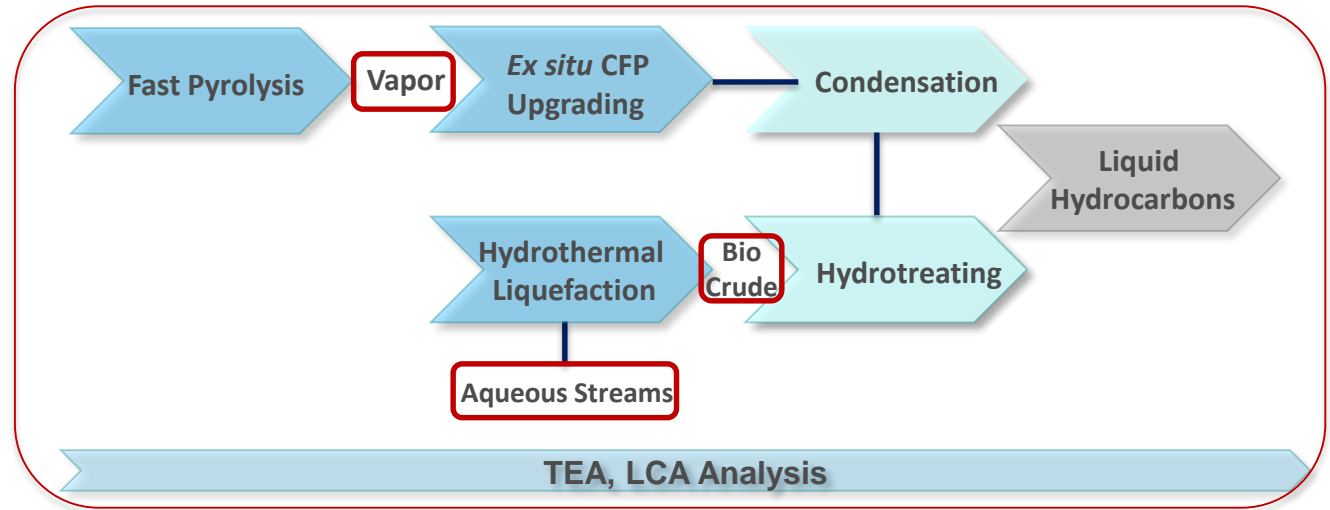 Fast Pyrolysis
Vapor
Ex situ CFP
Upgrading
Condensation
Liquid
Hydrocarbons
Hydrothermal
Liquefaction
Bio
Crude
Hydrotreating
Aqueous Streams
TEA, LCA Analysis